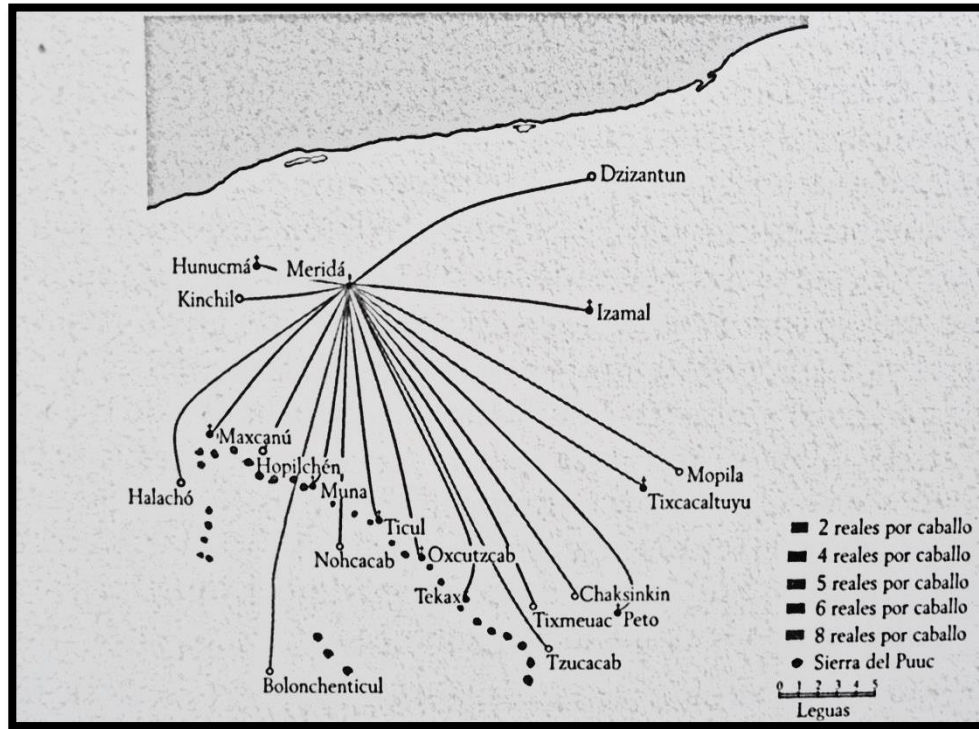 Dzizantun
Hunucmá
Meridá
Kinchil
Izamal
Maxcanú
Hopilchén
Halachó
Muna
Mopila
Tixcacaltuyu
Ticul
Nohcacab
Oxcutzcab
Tekax
Chaksinkin
Tixmeuac
Peto
Tzucacab
Bolonchenticul
2 reales por caballo
4 reales por caballo
5 reales por caballo
6 reales por caballo
8 reales por caballo
Sierra del Puuc
0 1 2 3 4 5
Leguas